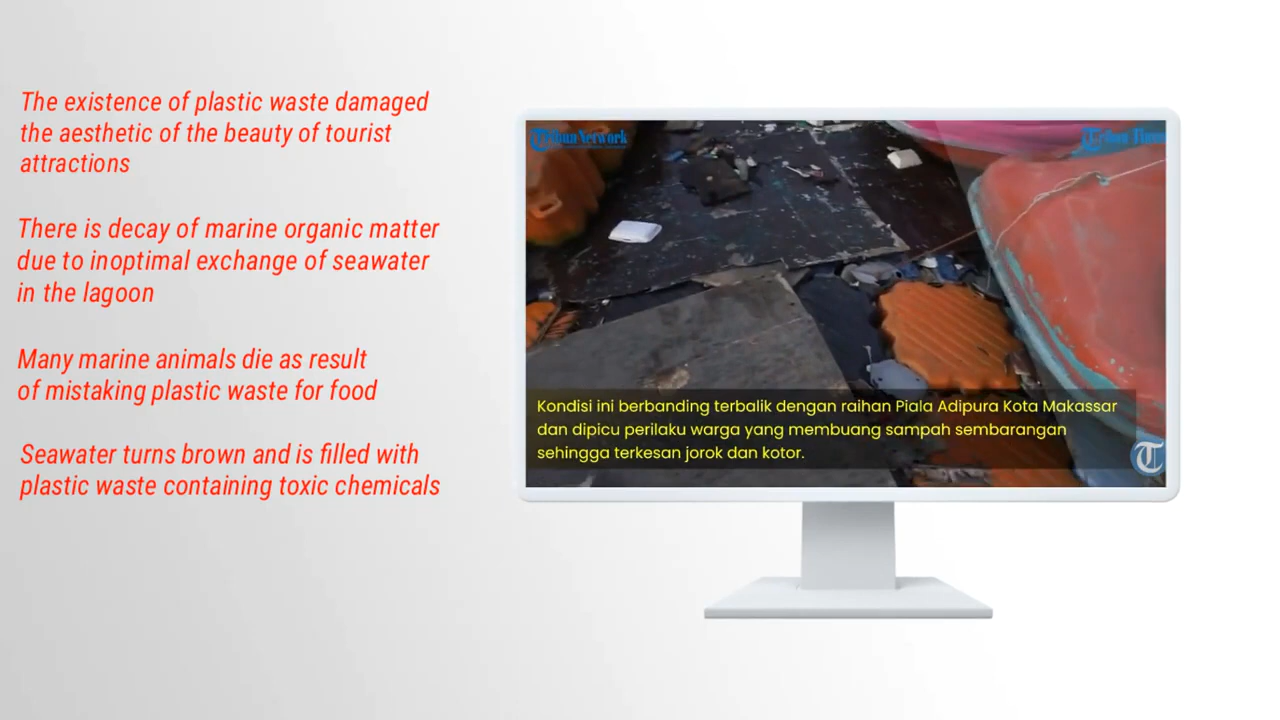 The existence of plastic waste damaged
the aesthetic of the beauty of tourist
attractions
There is decay of marine organic matter
due to inoptimal exchange of seawater
in the lagoon
Many marine animals die as result
of mistaking plastic waste for food
Seawater turns brown and is filled with
plastic waste containing toxic chemicals
Tribun Network
Tribun Timur
Kondisi ini berbanding terbalik dengan raihan Piala Adipura Kota Makassar
dan dipicu perilaku warga yang membuang sampah sembarangan
sehingga terkesan jorok dan kotor.
T